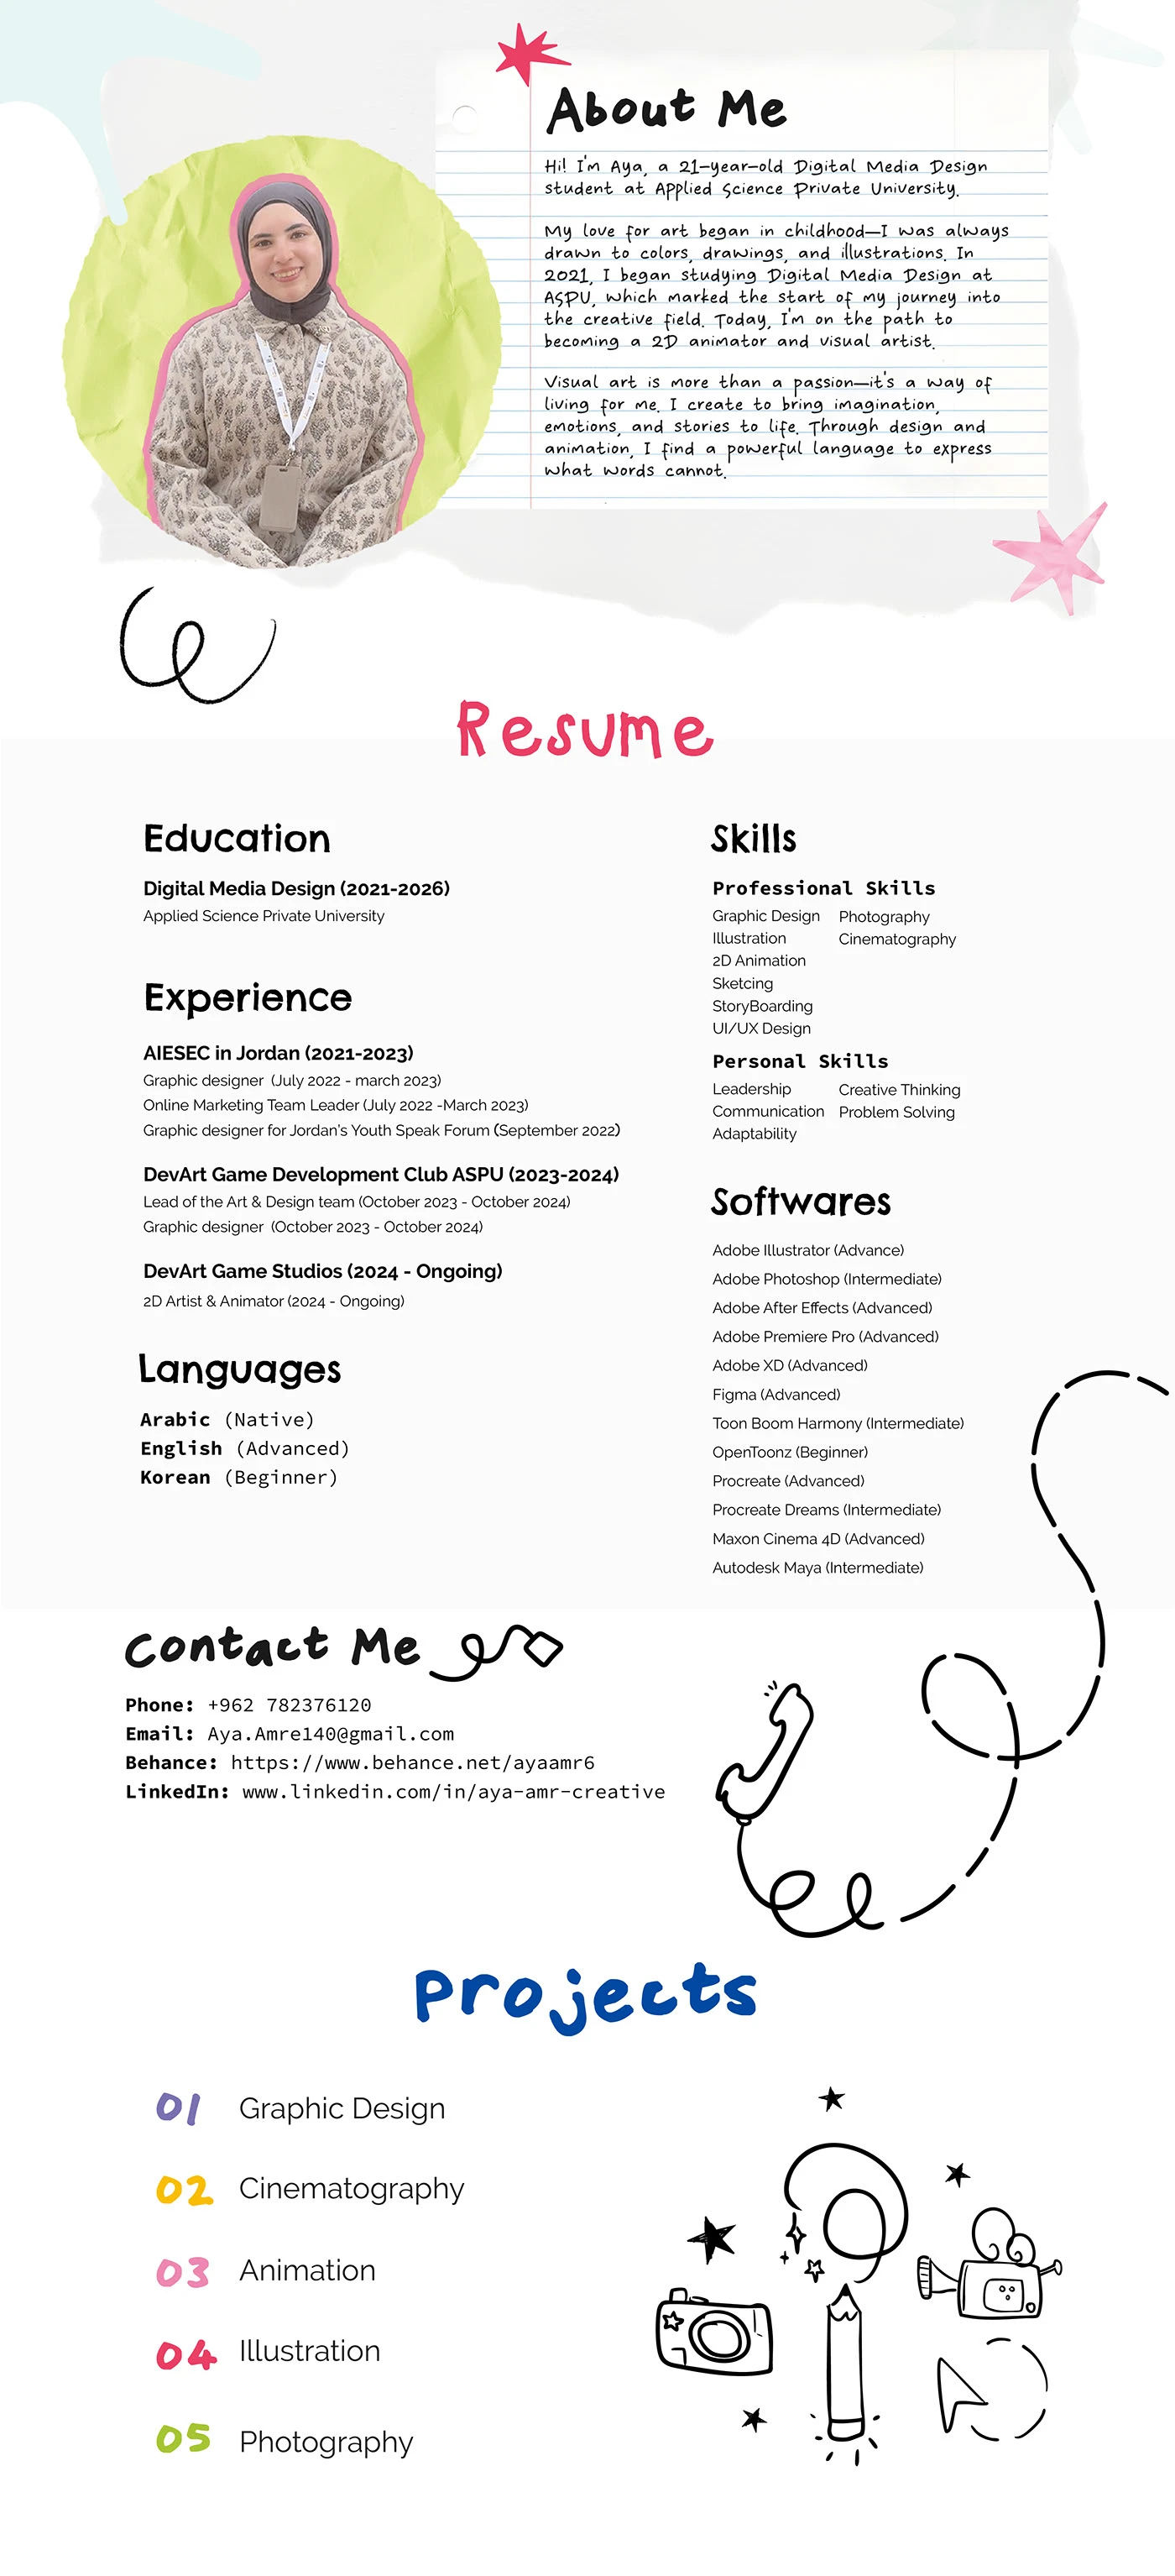 About Me
Hi! I'm Aya, a 21-year-old Digital Media Design
student at Applied Science Private University.
My love for art began in childhood—I was always
drawn to colors, drawings, and illustrations. In
2021, I began studying Digital Media Design at
ASPU, which marked the start of my journey into
the creative field. Today, I'm on the path to
becoming a 2D animator and visual artist.
Visual art is more than a passion—it's a way of
living for me. I create to bring imagination,
emotions, and stories to life. Through design and
animation, I find a powerful language to express
what words cannot.
Resume
Education
Digital Media Design (2021-2026)
Applied Science Private University
Experience
AIESEC in Jordan (2021-2023)
Graphic designer (July 2022 - march 2023)
Online Marketing Team Leader (July 2022 -March 2023)
Graphic designer for Jordan's Youth Speak Forum (September 2022)
DevArt Game Development Club ASPU (2023-2024)
Lead of the Art & Design team (October 2023 - October 2024)
Graphic designer (October 2023 - October 2024)
DevArt Game Studios (2024 - Ongoing)
2D Artist & Animator (2024 - Ongoing)
Languages
Arabic (Native)
English (Advanced)
Korean (Beginner)
Skills
Professional Skills
Graphic Design Photography
Illustration Cinematography
2D Animation
Sketcing
StoryBoarding
UI/UX Design
Personal Skills
Leadership Creative Thinking
Communication Problem Solving
Adaptability
Softwares
Adobe Illustrator (Advance)
Adobe Photoshop (Intermediate)
Adobe After Effects (Advanced)
Adobe Premiere Pro (Advanced)
Adobe XD (Advanced)
Figma (Advanced)
Toon Boom Harmony (Intermediate)
OpenToonz (Beginner)
Procreate (Advanced)
Procreate Dreams (Intermediate)
Maxon Cinema 4D (Advanced)
Autodesk Maya (Intermediate)
Contact Me
Phone: +962 782376120
Email: Aya.Amre140@gmail.com
Behance: https://www.behance.net/ayaamr6
LinkedIn: www.linkedin.com/in/aya-amr-creative
Projects
01 Graphic Design
02 Cinematography
03 Animation
04 Illustration
05 Photography